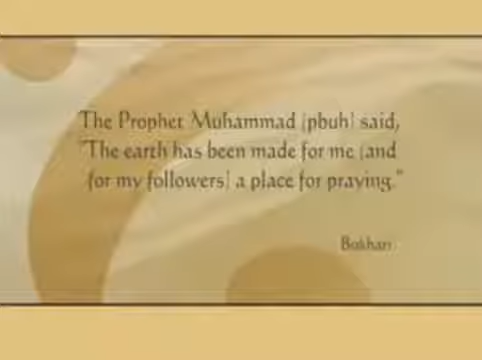 The Prophet Muhammad (pbuh) said,
"The earth has been made for me (and
for my followers) a place for praying."
Bukhari